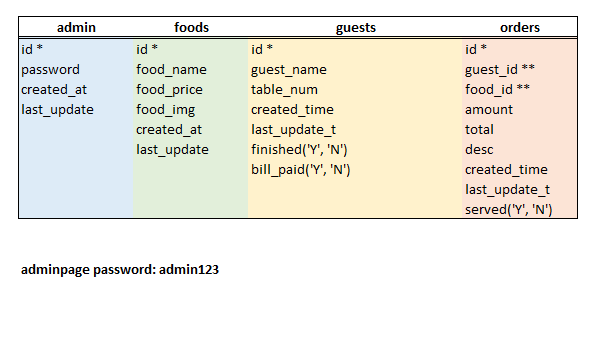 admin foods guests orders
id * id * id * id *
password food_name guest_name guest_id **
created_at food_price table_num food_id **
last_update food_img created_time amount
created_at last_update_t total
last_update finished('Y', 'N') desc
bill_paid('Y', 'N') created_time
last_update_t
served('Y', 'N')
adminpage password: admin123